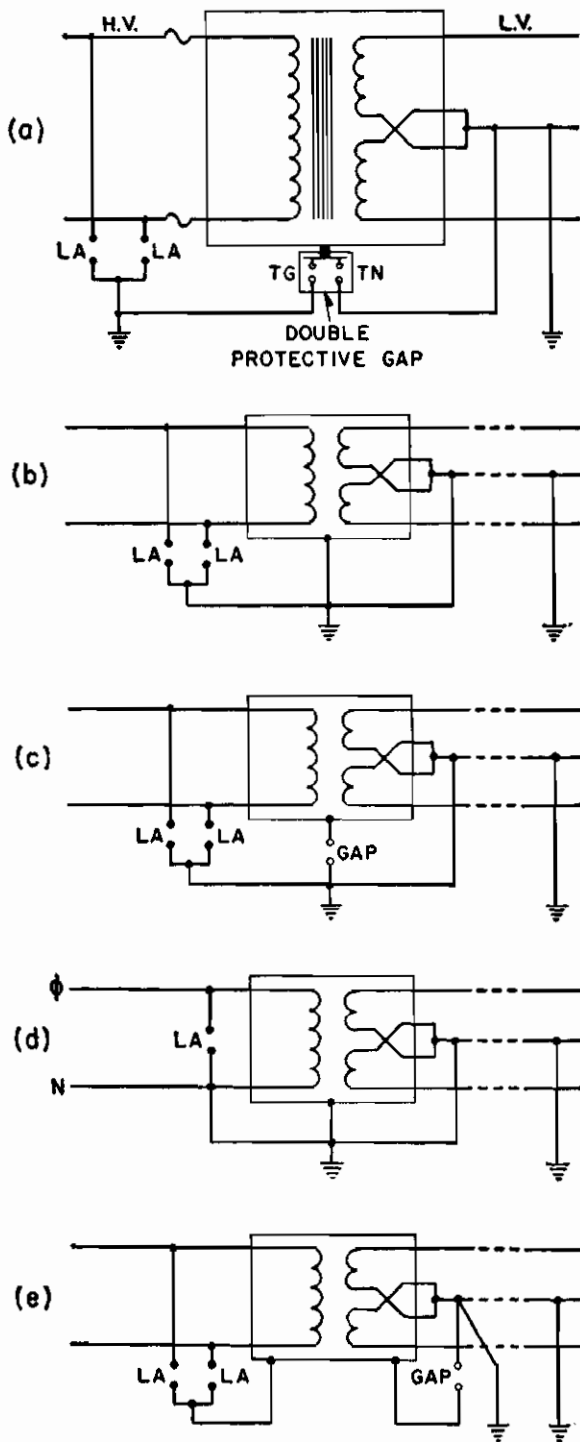 H.V.
L.V.
(a)
LA
LA
TG
TN
DOUBLE
PROTECTIVE GAP
(b)
LA
LA
(c)
LA
LA
GAP
ϕ
(d)
LA
N
(e)
LA
LA
GAP